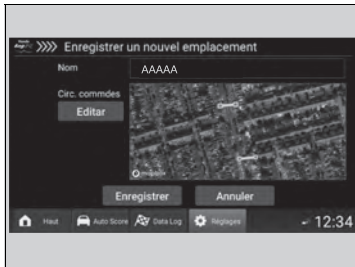 Enregistrer un nouvel emplacement
Nom
AAAAA
Circ. commdes
Editar
mapbox
Enregistrer
Annuler
Haut
Auto Score
Data Log
Réglages
12:34